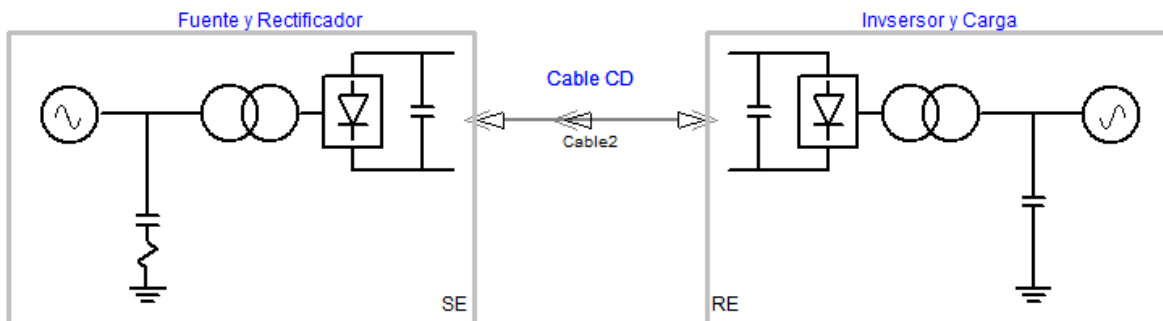 Fuente y Rectificador
Invsersor y Carga
Cable CD
Cable2
SE
RE